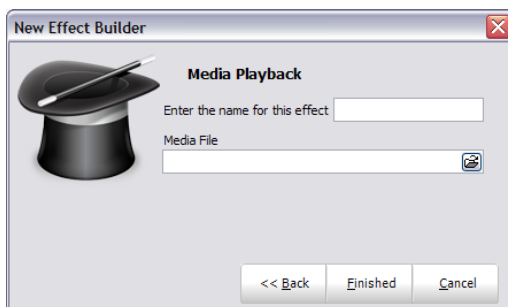 New Effect Builder
Media Playback
Enter the name for this effect
Media File
<< Back
Finished
Cancel